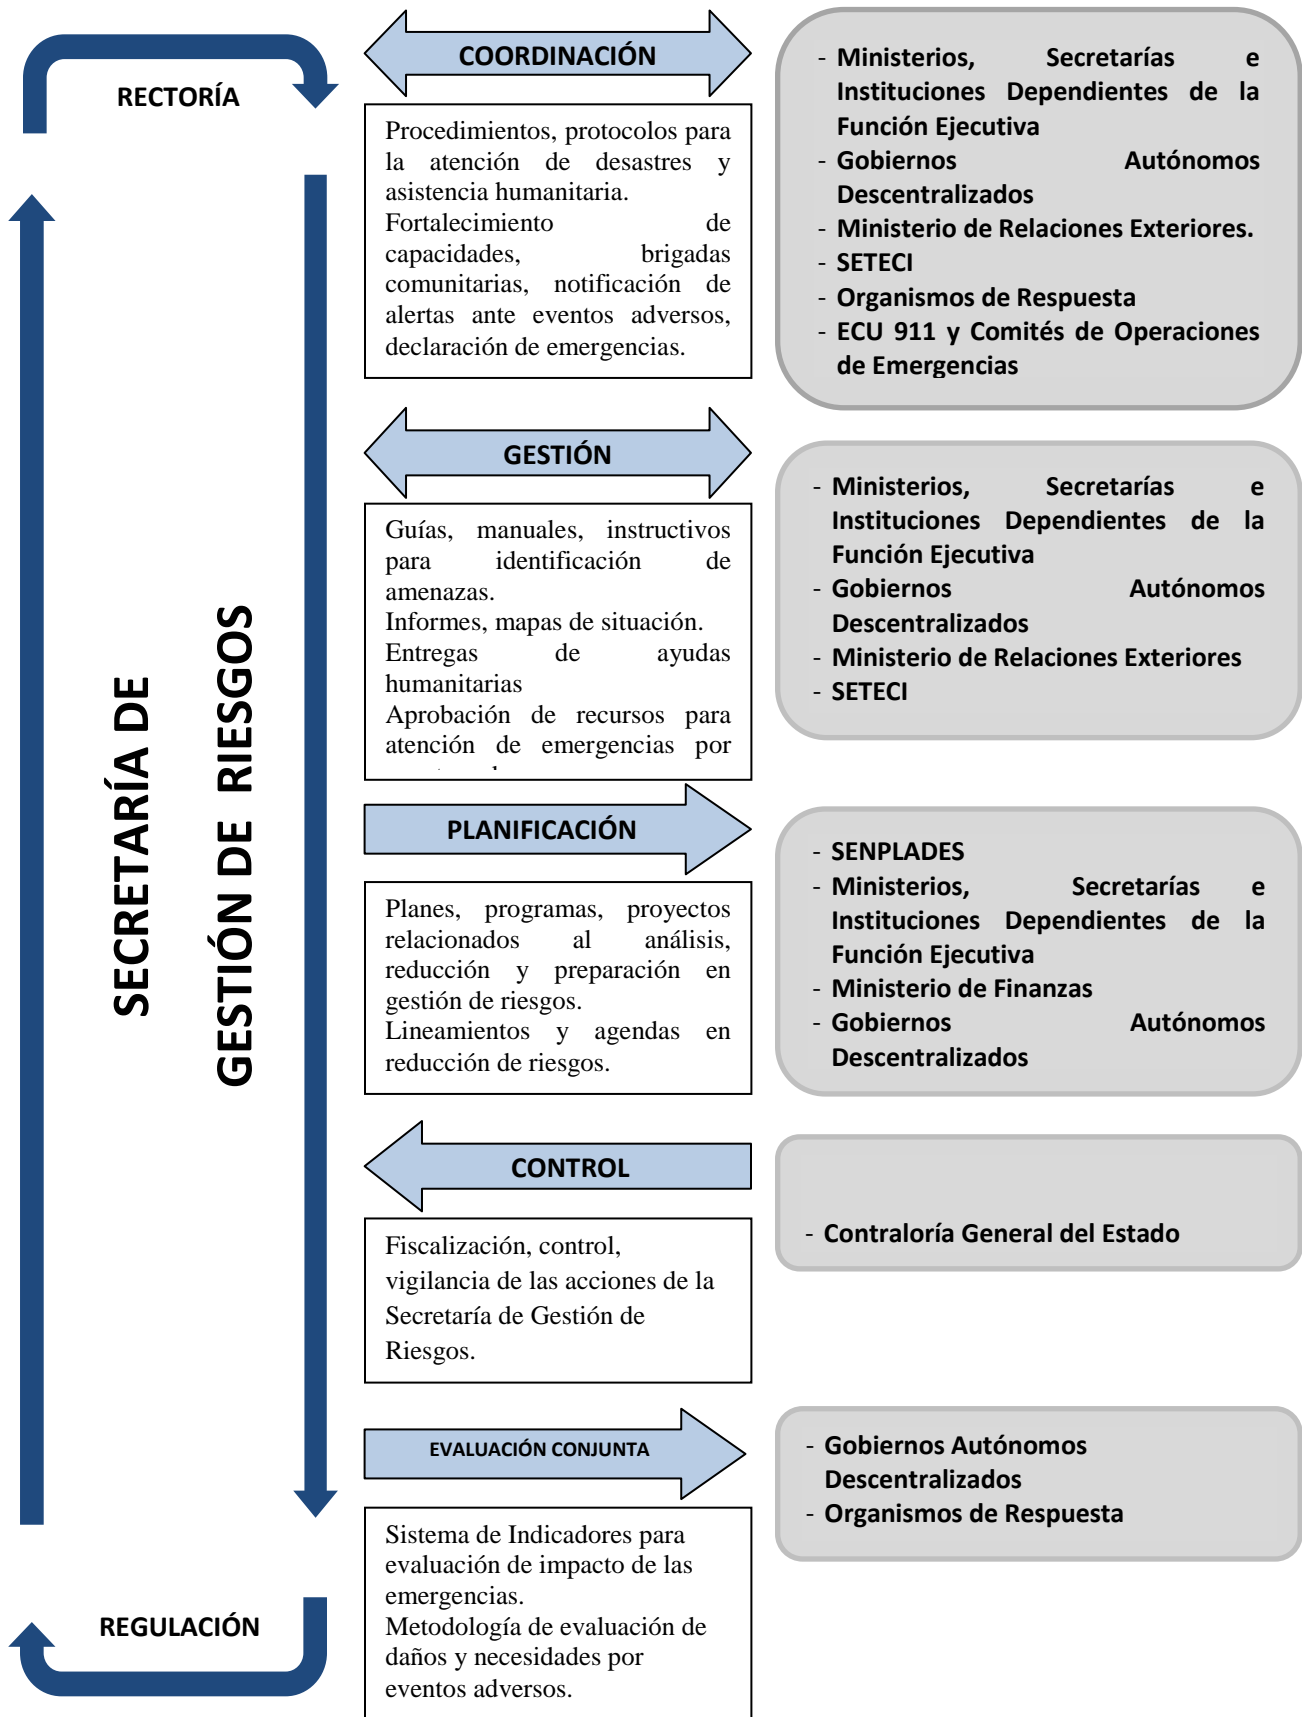 RECTORÍA
SECRETARÍA DE
GESTIÓN DE RIESGOS
REGULACIÓN
COORDINACIÓN
Procedimientos, protocolos para
la atención de desastres y
asistencia humanitaria.
Fortalecimiento de
capacidades, brigadas
comunitarias, notificación de
alertas ante eventos adversos,
declaración de emergencias.
- Ministerios, Secretarías e
Instituciones Dependientes de la
Función Ejecutiva
- Gobiernos Autónomos
Descentralizados
- Ministerio de Relaciones Exteriores.
- SETECI
- Organismos de Respuesta
- ECU 911 y Comités de Operaciones
de Emergencias
GESTIÓN
Guías, manuales, instructivos
para identificación de
amenazas.
Informes, mapas de situación.
Entregas de ayudas
humanitarias
Aprobación de recursos para
atención de emergencias por
- Ministerios, Secretarías e
Instituciones Dependientes de la
Función Ejecutiva
- Gobiernos Autónomos
Descentralizados
- Ministerio de Relaciones Exteriores
- SETECI
PLANIFICACIÓN
Planes, programas, proyectos
relacionados al análisis,
reducción y preparación en
gestión de riesgos.
Lineamientos y agendas en
reducción de riesgos.
- SENPLADES
- Ministerios, Secretarías e
Instituciones Dependientes de la
Función Ejecutiva
- Ministerio de Finanzas
- Gobiernos Autónomos
Descentralizados
CONTROL
Fiscalización, control,
vigilancia de las acciones de la
Secretaría de Gestión de
Riesgos.
- Contraloría General del Estado
EVALUACIÓN CONJUNTA
Sistema de Indicadores para
evaluación de impacto de las
emergencias.
Metodología de evaluación de
daños y necesidades por
eventos adversos.
- Gobiernos Autónomos
Descentralizados
- Organismos de Respuesta